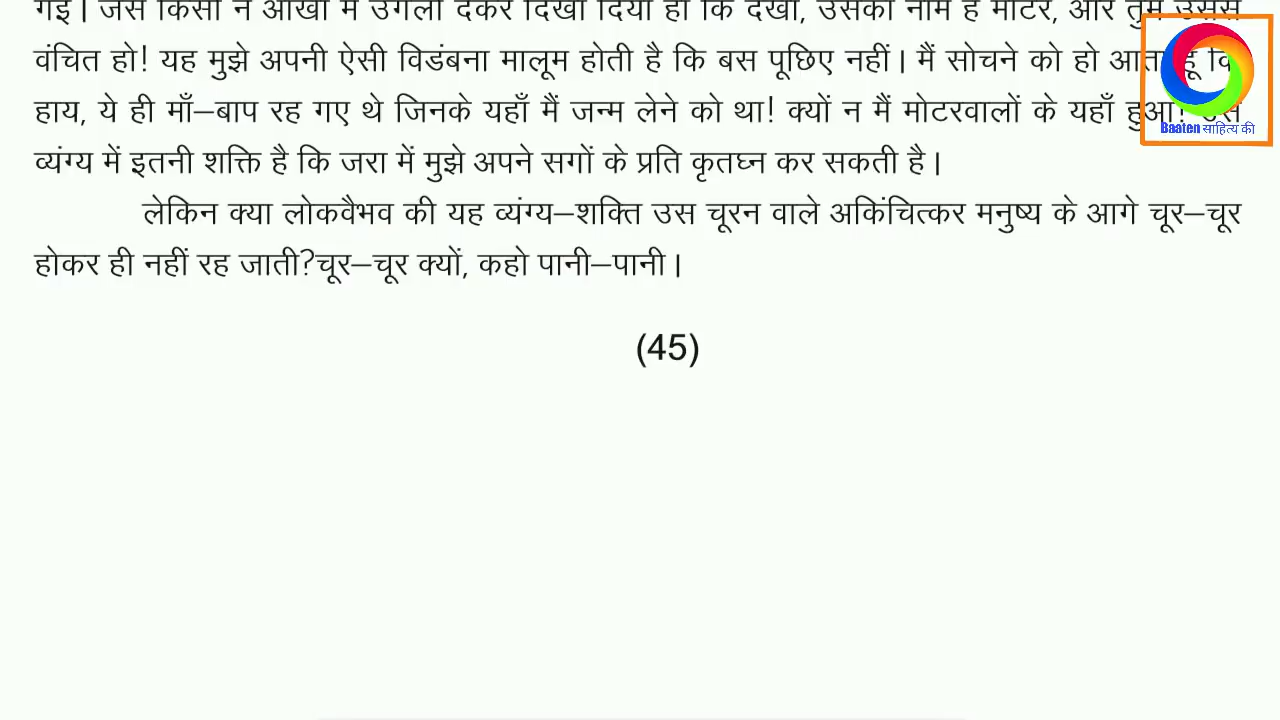 गई। जैसे किसी ने आँखों में उँगली देकर दिखा दिया हो कि देखो, उसका नाम है मोटर, और तुम उससे
वंचित हो! यह मुझे अपनी ऐसी विडंबना मालूम होती है कि बस पूछिए नहीं। मैं सोचने को हो आता हूँ कि
हाय, ये ही माँ–बाप रह गए थे जिनके यहाँ मैं जन्म लेने को था! क्यों न मैं मोटरवालों के यहाँ हुआ! उस
व्यंग्य में इतनी शक्ति है कि जरा में मुझे अपने सगों के प्रति कृतघ्न कर सकती है।
लेकिन क्या लोकवैभव की यह व्यंग्य–शक्ति उस चूरन वाले अकिंचित्कर मनुष्य के आगे चूर–चूर
होकर ही नहीं रह जाती?चूर–चूर क्यों, कहो पानी–पानी।
(45)
Baaten साहित्य की